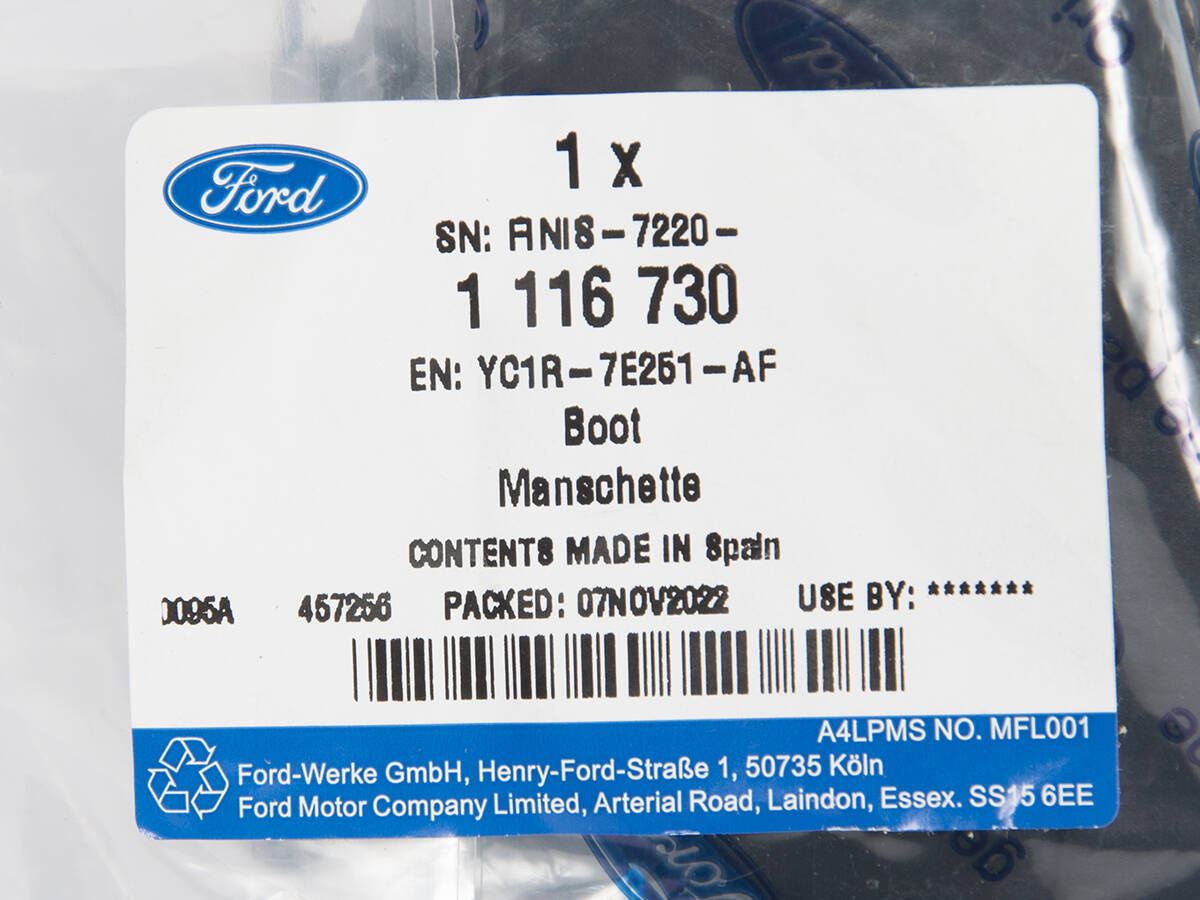 Ford
1 x
SN: FINIS-7220-
1 116 730
EN: YC1R-7E251-AF
Boot
Manschette
CONTENTS MADE IN Spain
0095A 457256 PACKED: 07NOV2022 USE BY: *******
A4LPMS NO. MFL001
Ford-Werke GmbH, Henry-Ford-Straße 1, 50735 Köln
Ford Motor Company Limited, Arterial Road, Laindon, Essex. SS15 6EE